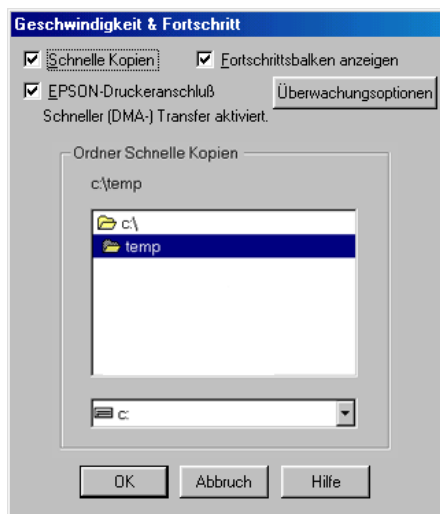 Geschwindigkeit & Fortschritt
Schnelle Kopien
Fortschrittsbalken anzeigen
EPSON-Druckeranschluß
Überwachungsoptionen
Schneller (DMA-) Transfer aktiviert.
Ordner Schnelle Kopien
c:\temp
c:\
temp
c:
OK
Abbruch
Hilfe